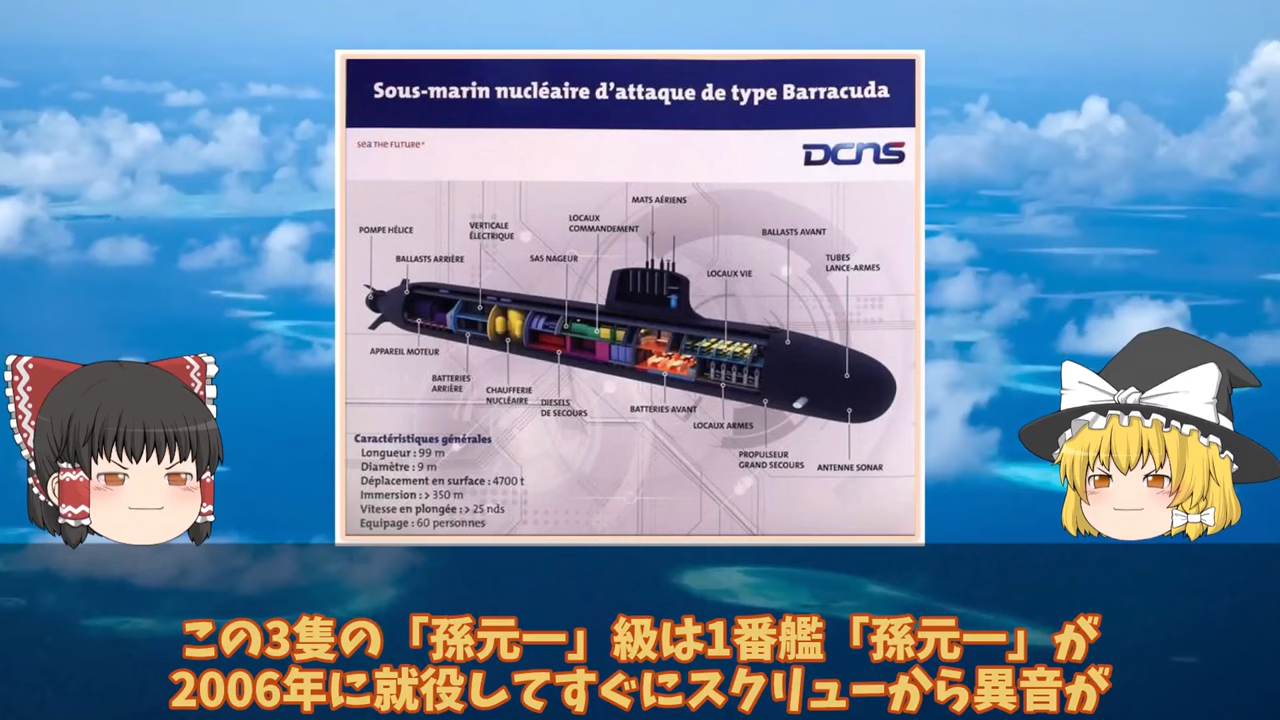 Sous-marin nucléaire d'attaque de type Barracuda
sea THE FUTURE*
DCNS
MATS AÉRIENS
POMPE HÉLICE
VERTICALE
ÉLECTRIQUE
LOCAUX
COMMANDEMENT
BALLASTS AVANT
BALLASTS ARRIÈRE
SAS NAGEUR
LOCAUX VIE
TUBES
LANCE-ARMES
APPAREIL MOTEUR
BATTERIES
ARRIÈRE
CHAUFFERIE
NUCLÉAIRE
DIESELS
DE SECOURS
BATTERIES AVANT
LOCAUX ARMES
PROPULSEUR
GRAND SECOURS
ANTENNE SONAR
Caractéristiques générales
Longueur : 99 m
Diamètre : 9 m
Déplacement en surface : 4700 t
Immersion : > 350 m
Vitesse en plongée : > 25 nds
Equipage : 60 personnes
この3隻の「孫元一」級は1番艦「孫元一」が
2006年に就役してすぐにスクリューから異音が